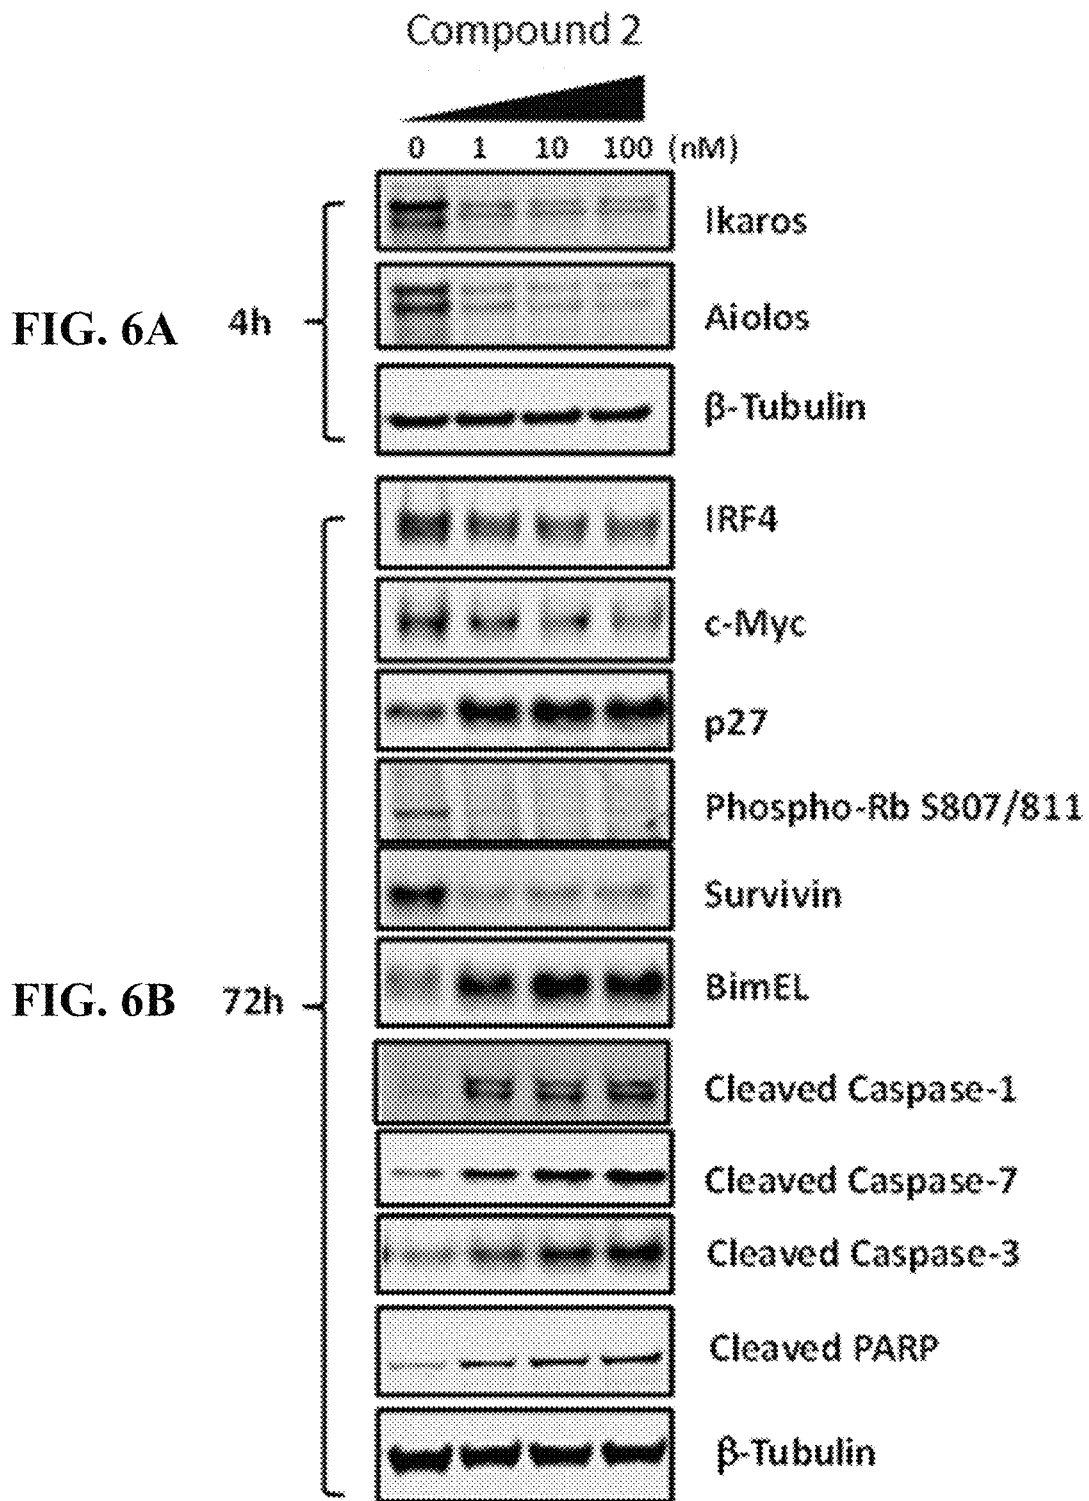 Compound 2
0 1 10 100 (nM)
Ikaros
FIG. 6A 4h Aiolos
β-Tubulin
IRF4
c-Myc
p27
Phospho-Rb S807/811
Survivin
FIG. 6B 72h BimEL
Cleaved Caspase-1
Cleaved Caspase-7
Cleaved Caspase-3
Cleaved PARP
β-Tubulin